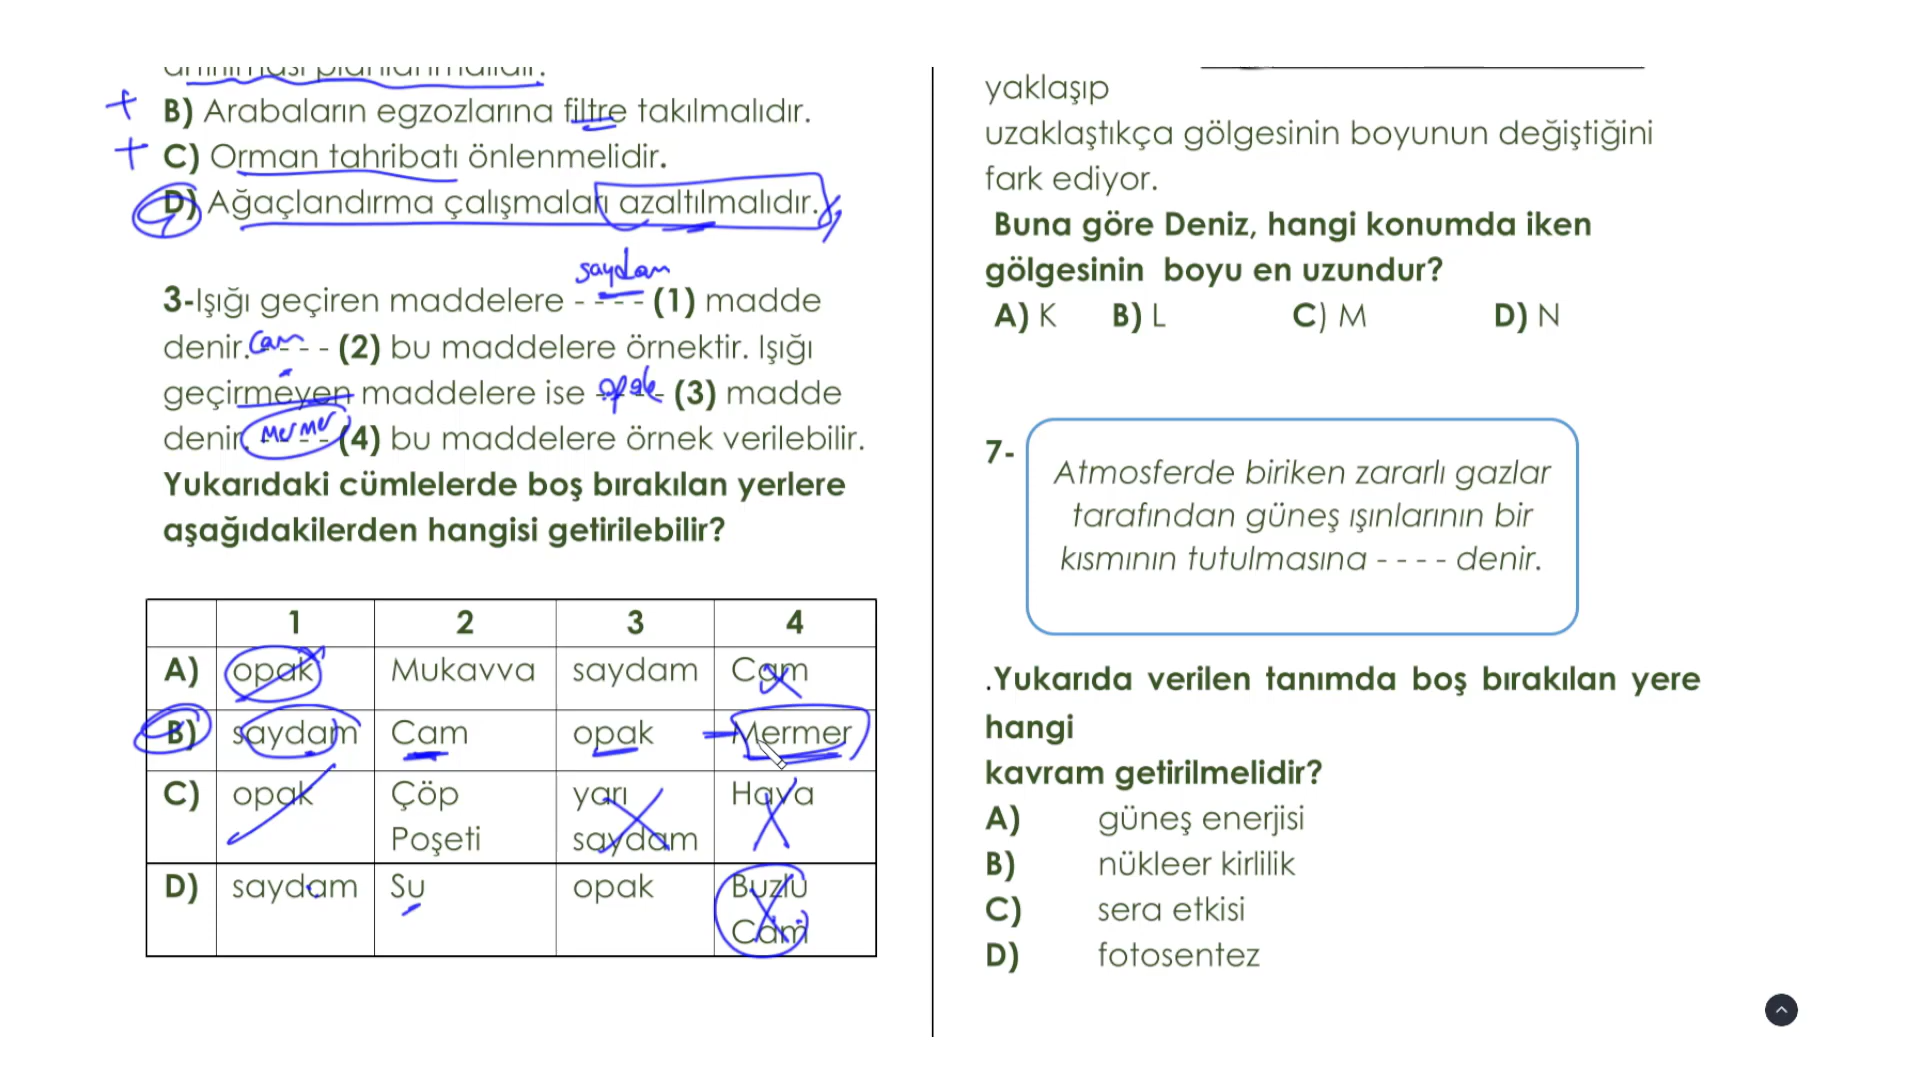 B) Arabaların egzozlarına filtre takılmalıdır.
C) Orman tahribatı önlenmelidir.
D) Ağaçlandırma çalışmaları azaltılmalıdır.
saydam
3-Işığı geçiren maddelere - - - - (1) madde
denir. Cam - - - - (2) bu maddelere örnektir. Işığı
geçirmeyen maddelere ise opak - - - - (3) madde
denir. Mermer - - - - (4) bu maddelere örnek verilebilir.
Yukarıdaki cümlelerde boş bırakılan yerlere
aşağıdakilerden hangisi getirilebilir?
1 2 3 4
A) opak Mukavva saydam Cam
B) saydam Cam opak Mermer
C) opak Çöp Poşeti yarı saydam Hava
D) saydam Su opak Buzlu Cam
yaklaşıp
uzaklaştıkça gölgesinin boyunun değiştiğini
fark ediyor.
Buna göre Deniz, hangi konumda iken
gölgesinin boyu en uzundur?
A) K B) L C) M D) N
7-
Atmosferde biriken zararlı gazlar
tarafından güneş ışınlarının bir
kısmının tutulmasına - - - - denir.
.Yukarıda verilen tanımda boş bırakılan yere
hangi
kavram getirilmelidir?
A) güneş enerjisi
B) nükleer kirlilik
C) sera etkisi
D) fotosentez